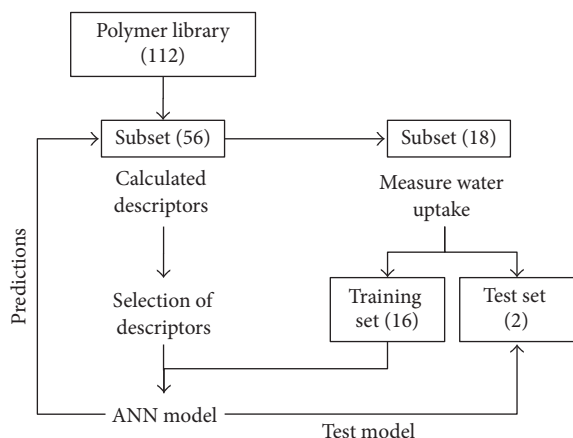 Polymer library
(112)
Subset (56)
Subset (18)
Calculated
descriptors
Measure water
uptake
Predictions
Selection of
descriptors
Training
set (16)
Test set
(2)
ANN model
Test model